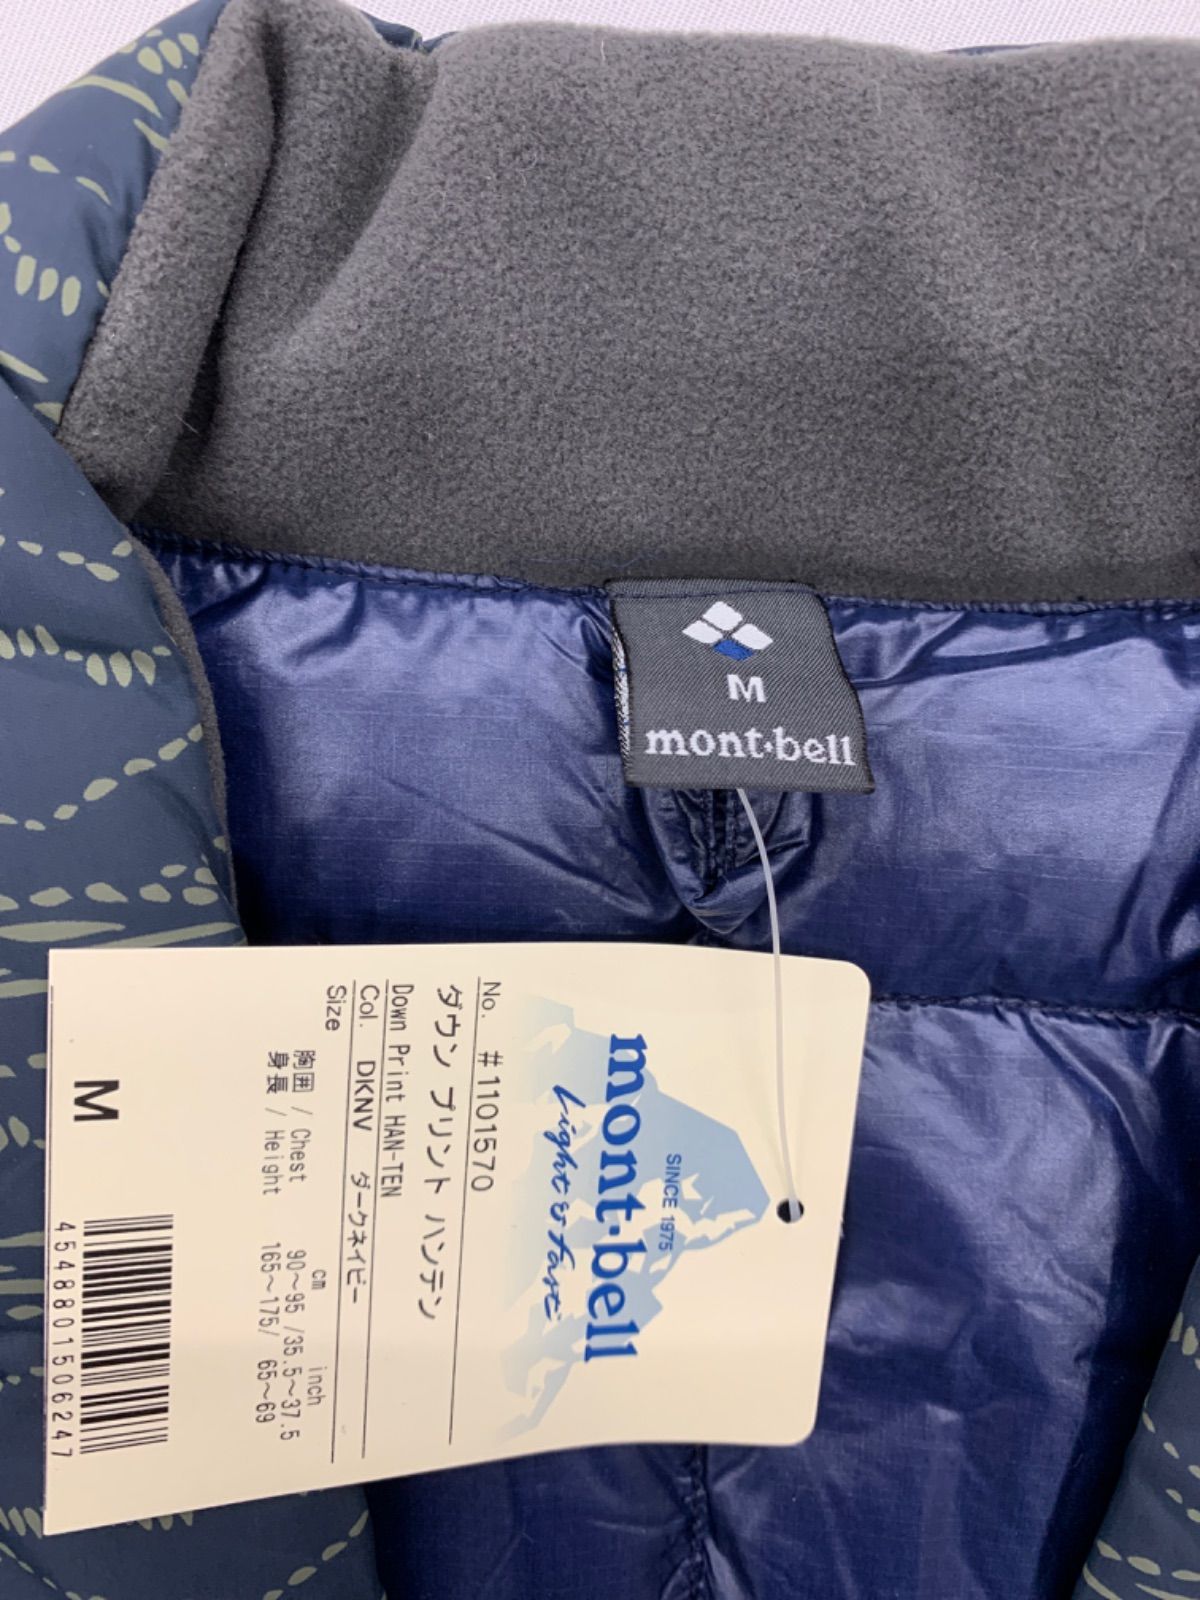 M
mont·bell
SINCE 1975
mont·bell
Light & Fast
No. #1101570
ダウン プリント ハンテン
Down Print HAN-TEN
Col. DKNV ダークネイビー
Size
cm inch
胸囲 / Chest 90～95 /35.5～37.5
身長 / Height 165～175/ 65～69
M
4548801506247